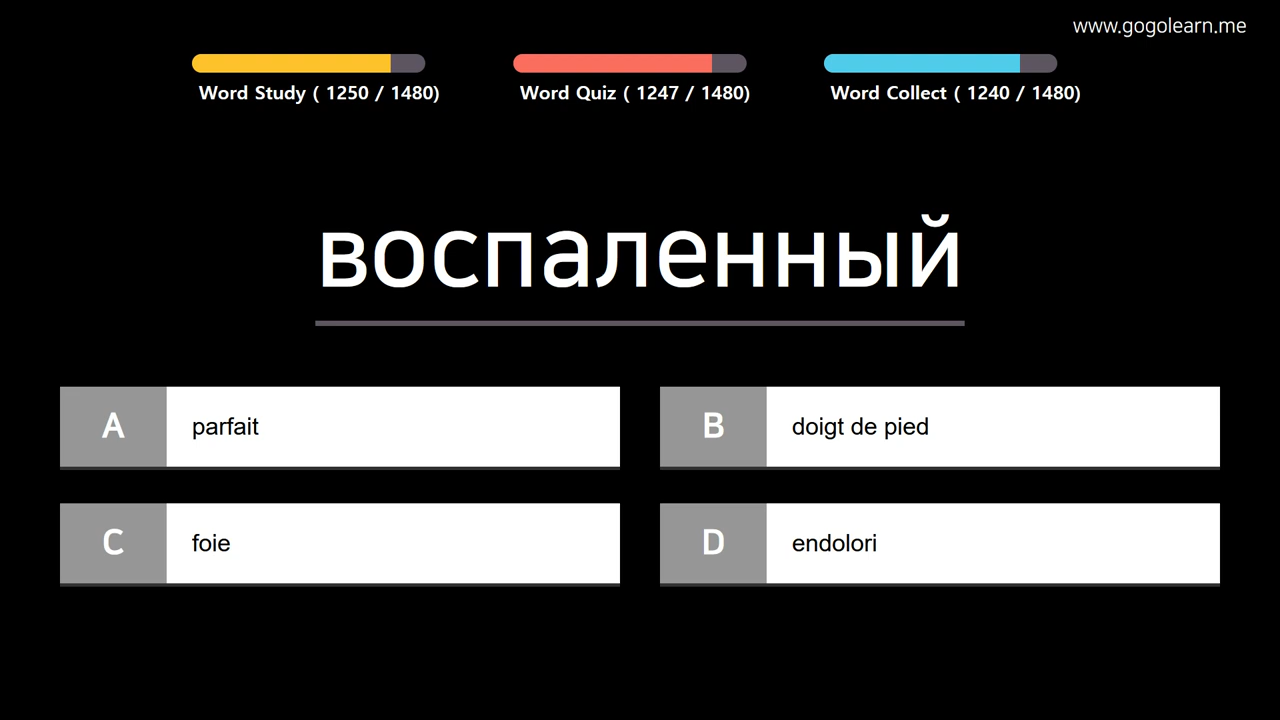 www.gogolearn.me
Word Study ( 1250 / 1480)
Word Quiz ( 1247 / 1480)
Word Collect ( 1240 / 1480)
воспаленный
A parfait
B doigt de pied
C foie
D endolori